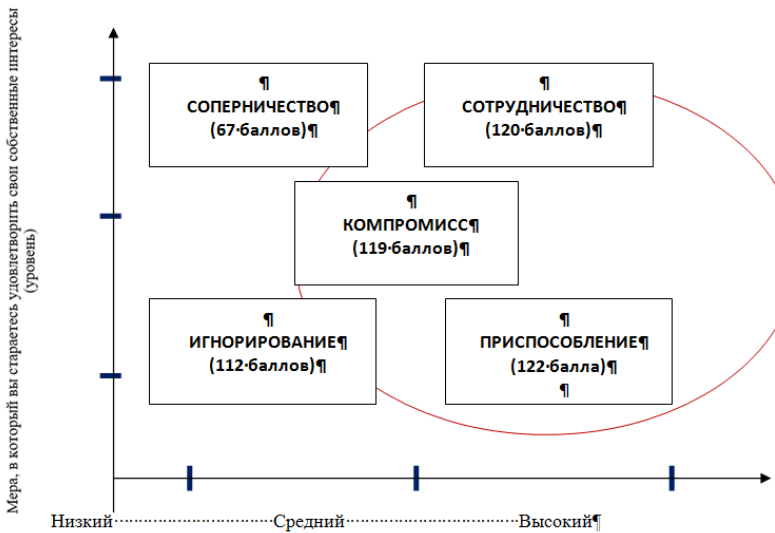 Мера, в который вы стараетесь удовлетворить свои собственные интересы
(уровень)
¶
СОПЕРНИЧЕСТВО¶
(67·баллов)¶
¶
СОТРУДНИЧЕСТВО¶
(120·баллов)¶
¶
КОМПРОМИСС¶
(119·баллов)¶
¶
ИГНОРИРОВАНИЕ¶
(112·баллов)¶
¶
ПРИСПОСОБЛЕНИЕ¶
(122·балла)¶
¶
Низкий·······························Средний···································Высокий¶